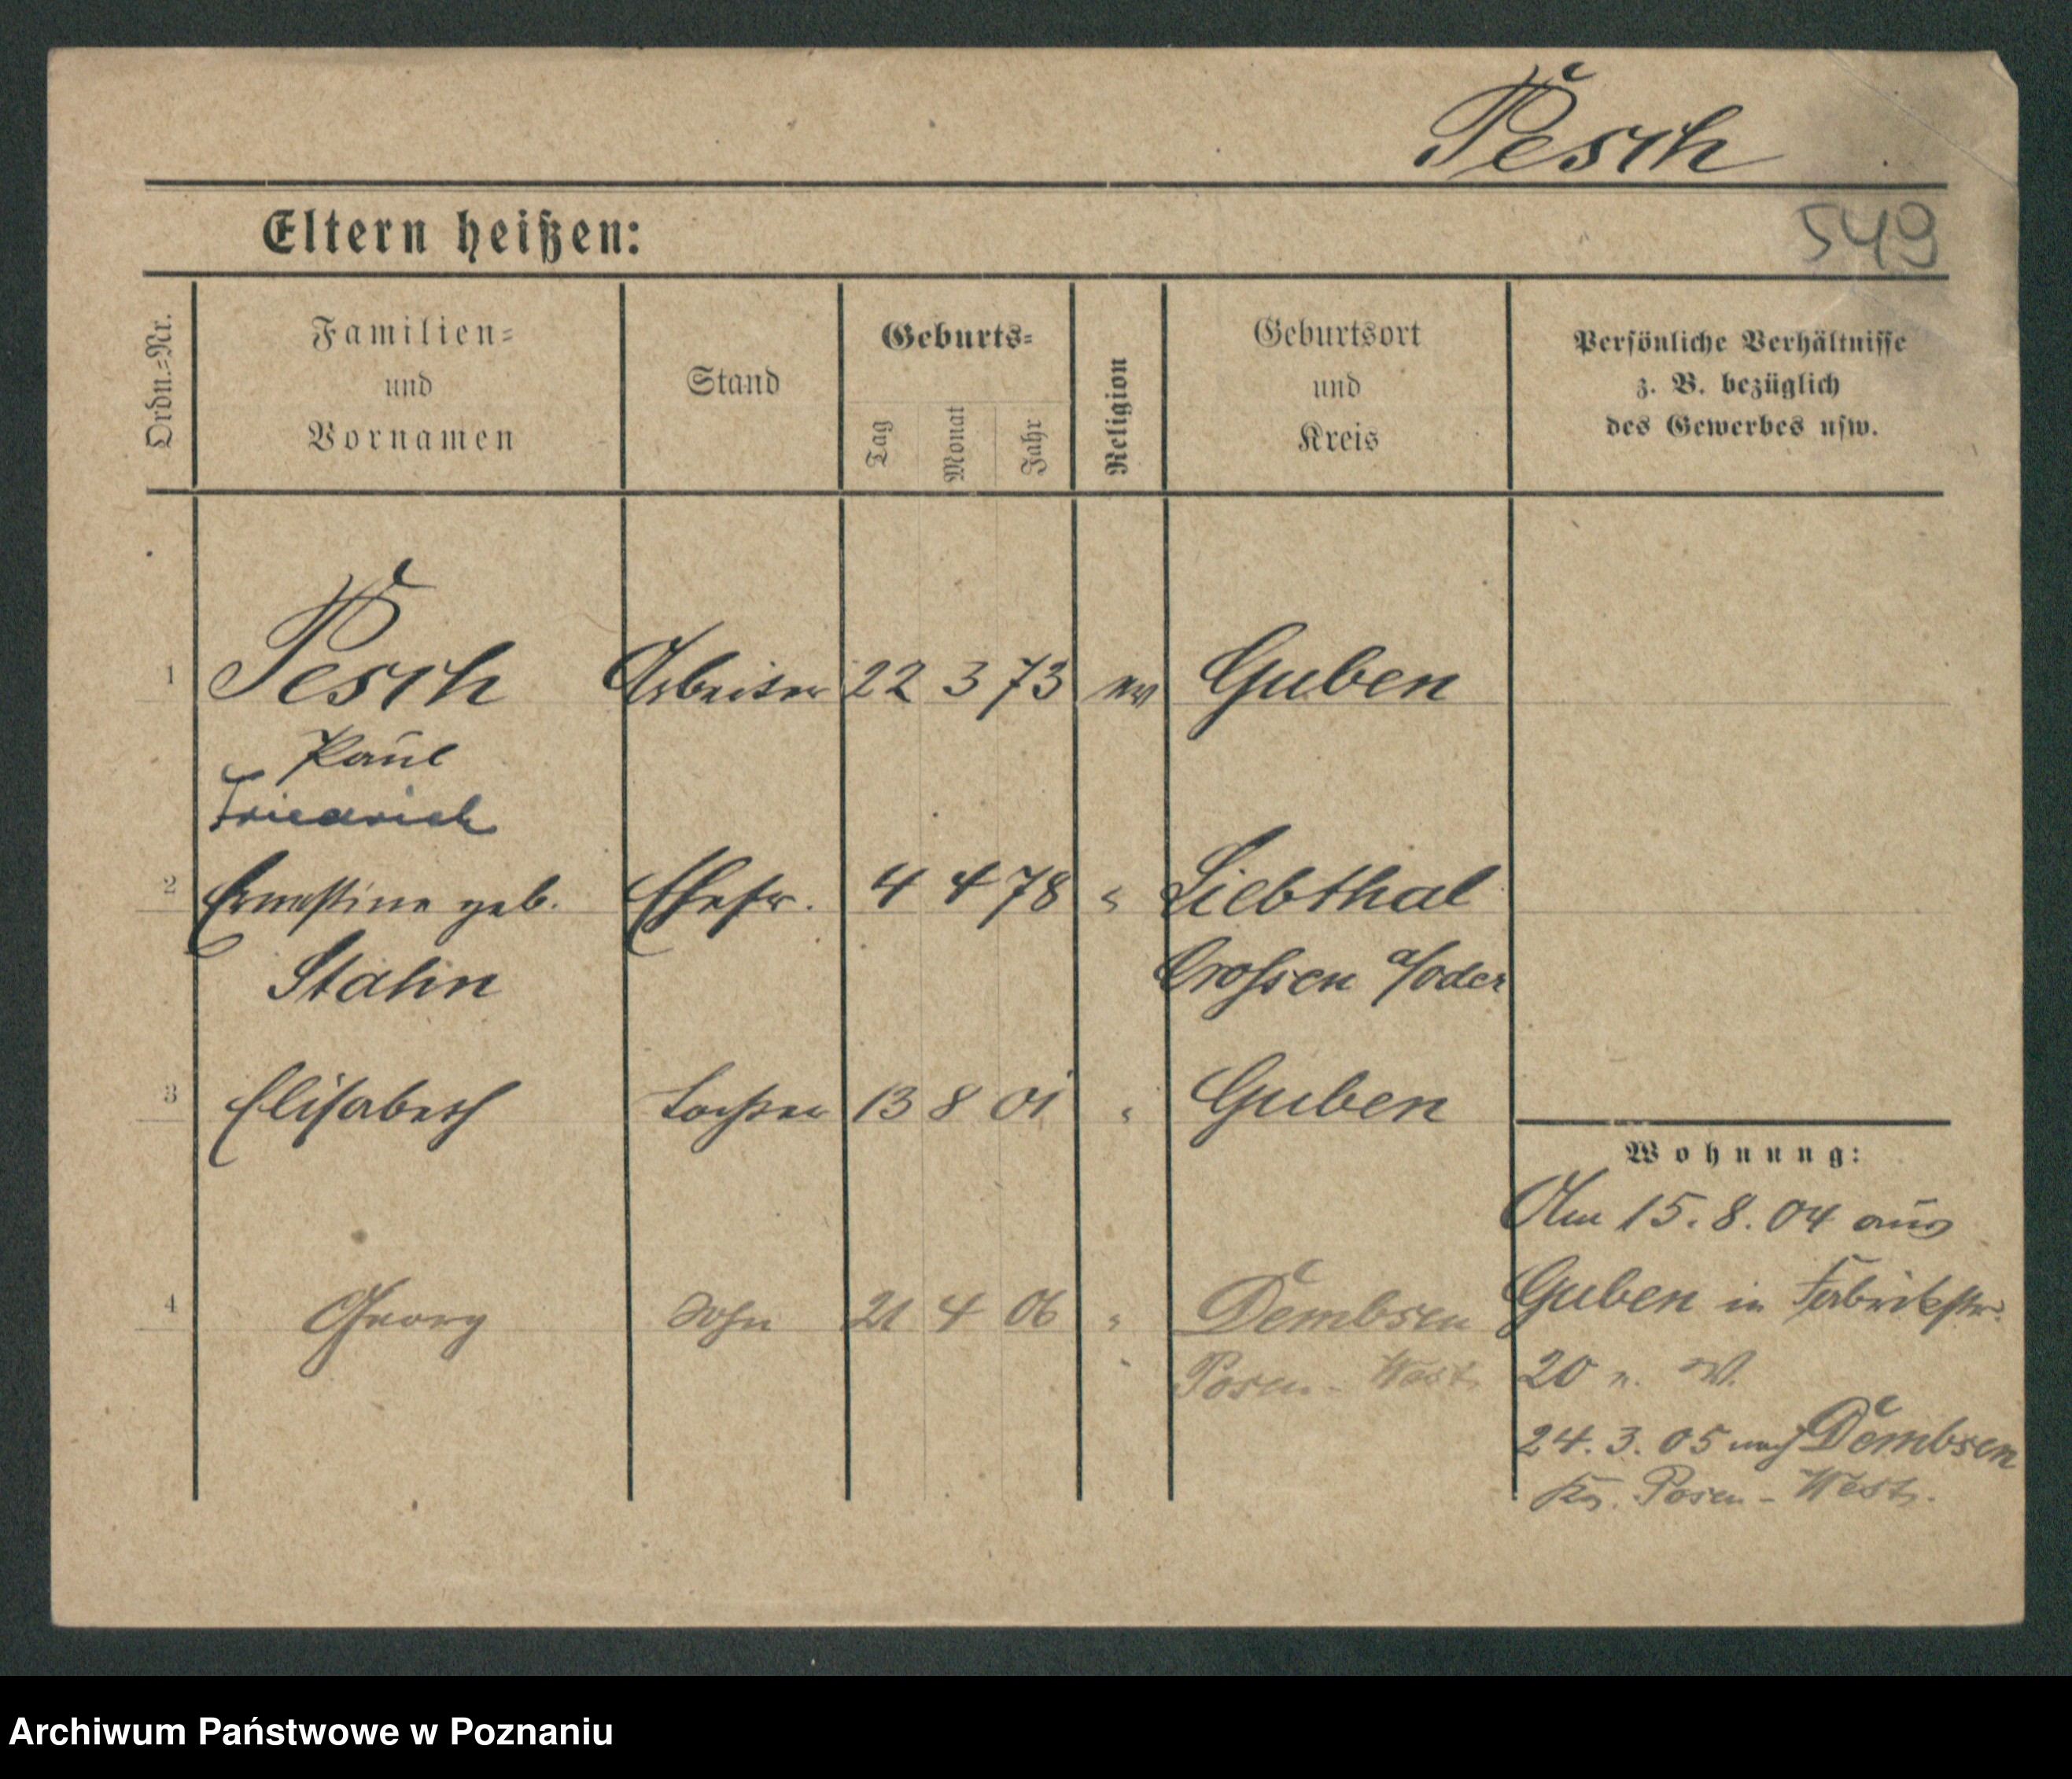 Pesch
549
Eltern heißen:
Ordn.-Nr.
Familien- und Vornamen
Stand
Geburts-
Tag
Monat
Jahr
Religion
Geburtsort und Kreis
Persönliche Verhältnisse
z. B. bezüglich
des Gewerbes usw.
1 Pesch Arbeiter 22 3 73 ev Guben
Paul
Friedrich
2 Ernestine geb. Ehefr. 4 4 78 " Liebthal
Stahn Crossen a/Oder
3 Elisabeth Tochter 13 8 01 " Guben
Wohnung:
Am 15. 8. 04 aus
Guben in Fabrikstr.
4 Georg Sohn 21 4 06 " Dembsen
Posen - West.
20 n. W.
24. 3. 05 nach Dembsen
Kr. Posen - West.
Archiwum Państwowe w Poznaniu